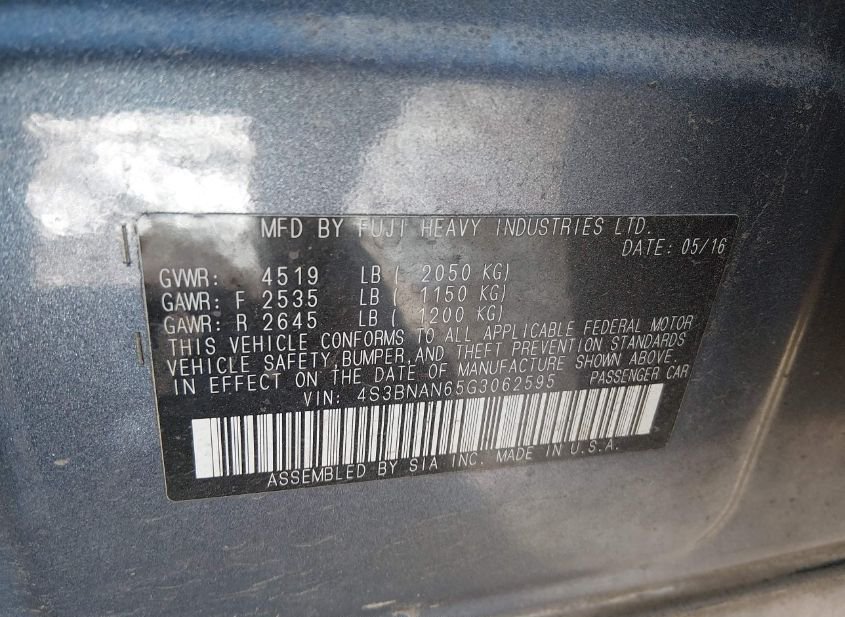 MFD BY FUJI HEAVY INDUSTRIES LTD.
DATE: 05/16
GVWR: 4519 LB ( 2050 KG)
GAWR: F 2535 LB ( 1150 KG)
GAWR: R 2645 LB ( 1200 KG)
THIS VEHICLE CONFORMS TO ALL APPLICABLE FEDERAL MOTOR
VEHICLE SAFETY, BUMPER, AND THEFT PREVENTION STANDARDS
IN EFFECT ON THE DATE OF MANUFACTURE SHOWN ABOVE.
VIN: 4S3BNAN65G3062595 PASSENGER CAR
ASSEMBLED BY SIA INC. MADE IN U.S.A.